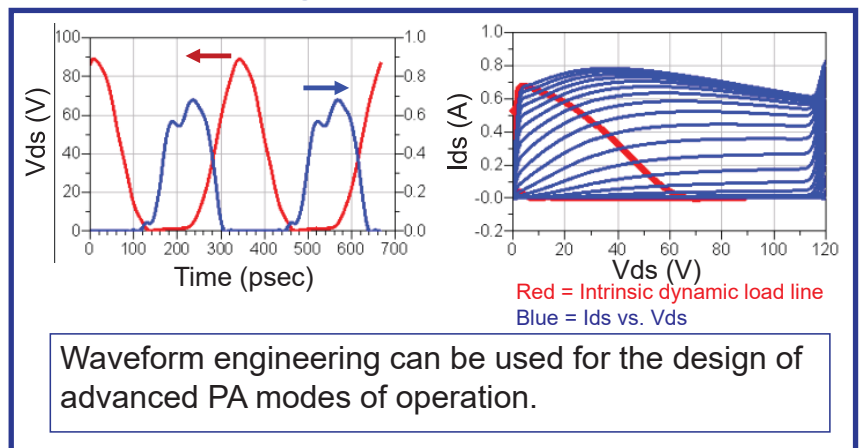 100
80
60
40
20
0
Vds (V)
1.0
0.8
0.6
0.4
0.2
0.0
0 100 200 300 400 500 600 700
Time (psec)
1.0
0.8
0.6
0.4
0.2
-0.0
-0.2
Ids (A)
0 20 40 60 80 100 120
Vds (V)
Red = Intrinsic dynamic load line
Blue = Ids vs. Vds
Waveform engineering can be used for the design of
advanced PA modes of operation.